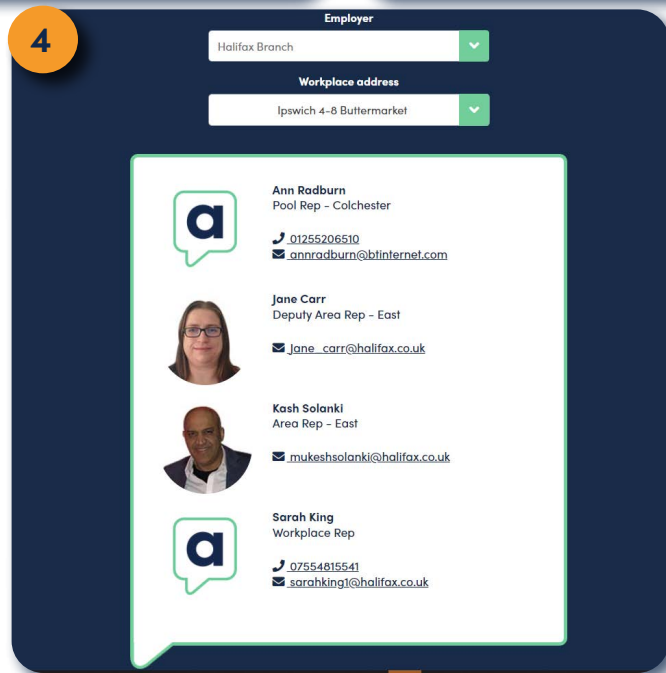 4
Employer
Halifax Branch
Workplace address
Ipswich 4-8 Buttermarket
a
Ann Radburn
Pool Rep - Colchester
01255206510
annradburn@btinternet.com
Jane Carr
Deputy Area Rep - East
Jane_carr@halifax.co.uk
Kash Solanki
Area Rep - East
mukeshsolanki@halifax.co.uk
a
Sarah King
Workplace Rep
07554815541
sarahking1@halifax.co.uk